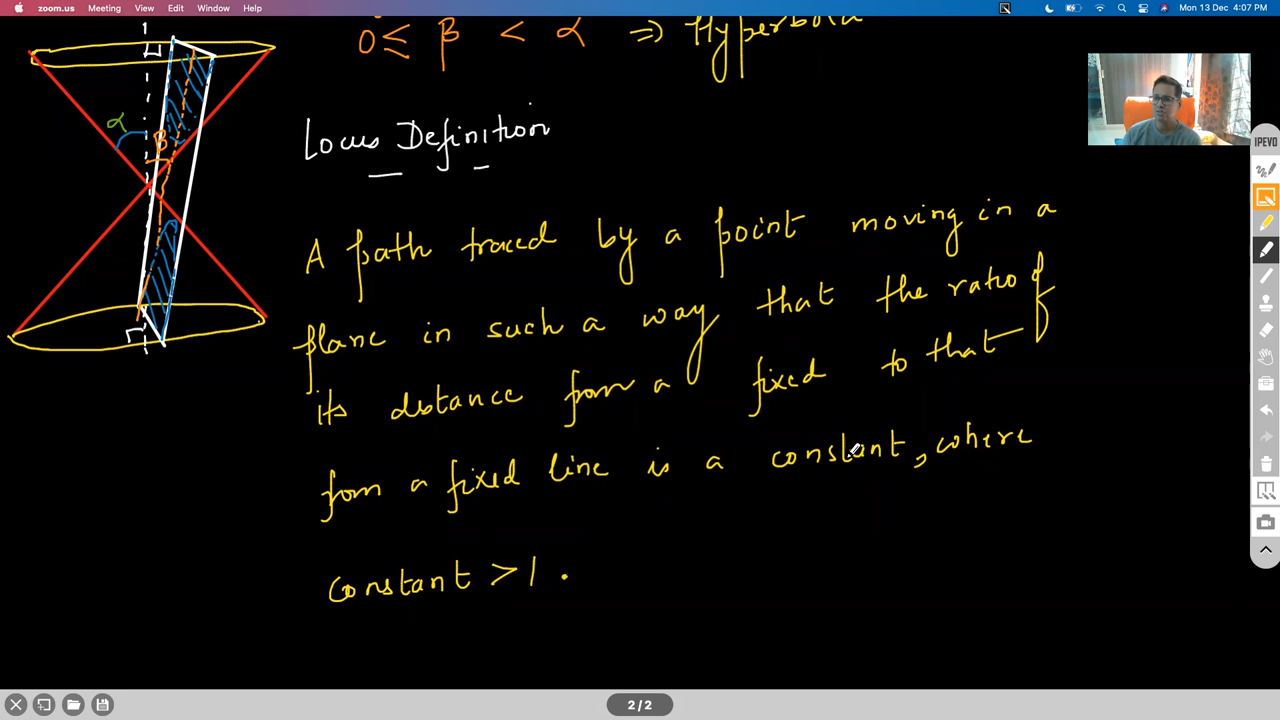 zoom.us Meeting View Edit Window Help Mon 13 Dec 4:07 PM
0 ≤ β < α ⇒ Hyperbola
α
β
IPEVO
Locus Definition
A path traced by a point moving in a
plane in such a way that the ratio of
its distance from a fixed to that
from a fixed line is a constant, where
constant > 1 .
2/2